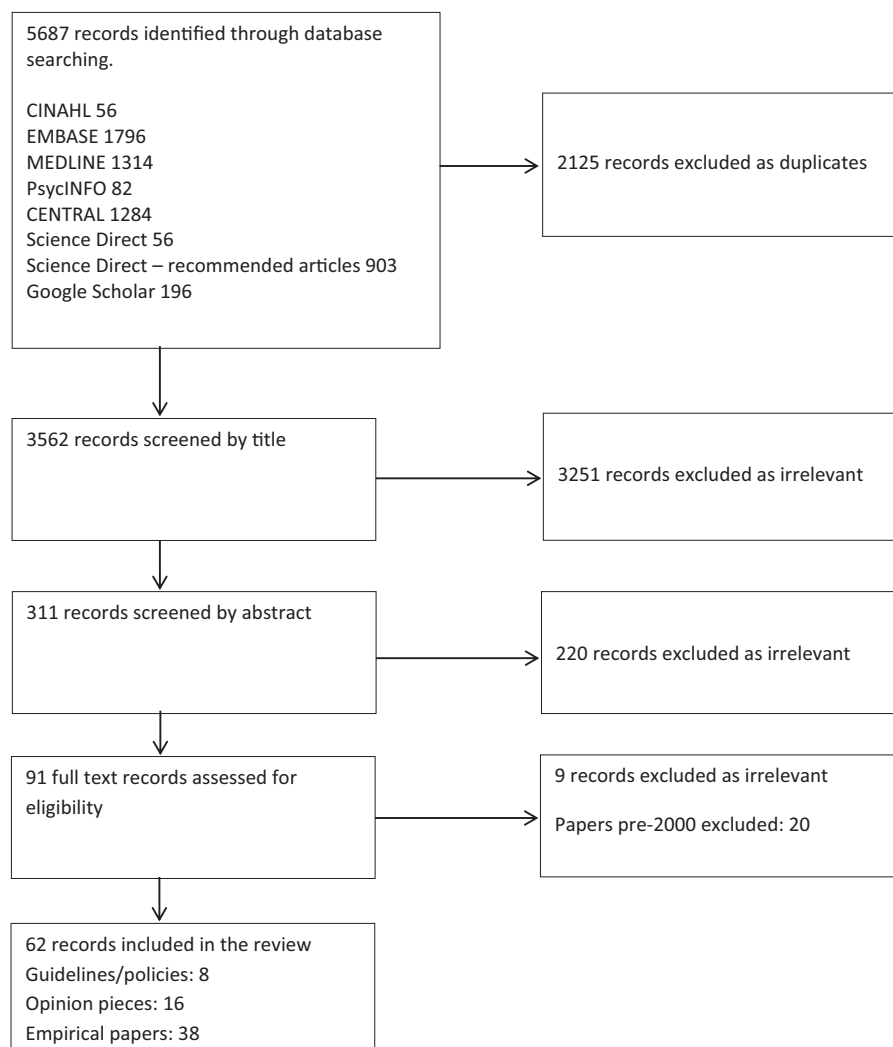 5687 records identified through database
searching.
CINAHL 56
EMBASE 1796
MEDLINE 1314
PsycINFO 82
CENTRAL 1284
Science Direct 56
Science Direct – recommended articles 903
Google Scholar 196
2125 records excluded as duplicates
3562 records screened by title
3251 records excluded as irrelevant
311 records screened by abstract
220 records excluded as irrelevant
91 full text records assessed for
eligibility
9 records excluded as irrelevant
Papers pre-2000 excluded: 20
62 records included in the review
Guidelines/policies: 8
Opinion pieces: 16
Empirical papers: 38